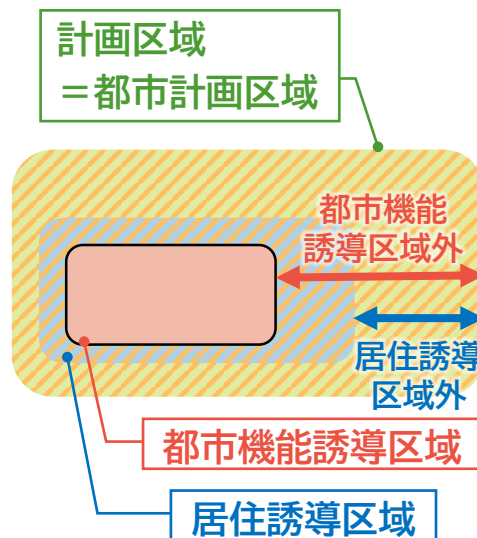 計画区域
＝都市計画区域
都市機能
誘導区域外
居住誘導
区域外
都市機能誘導区域
居住誘導区域